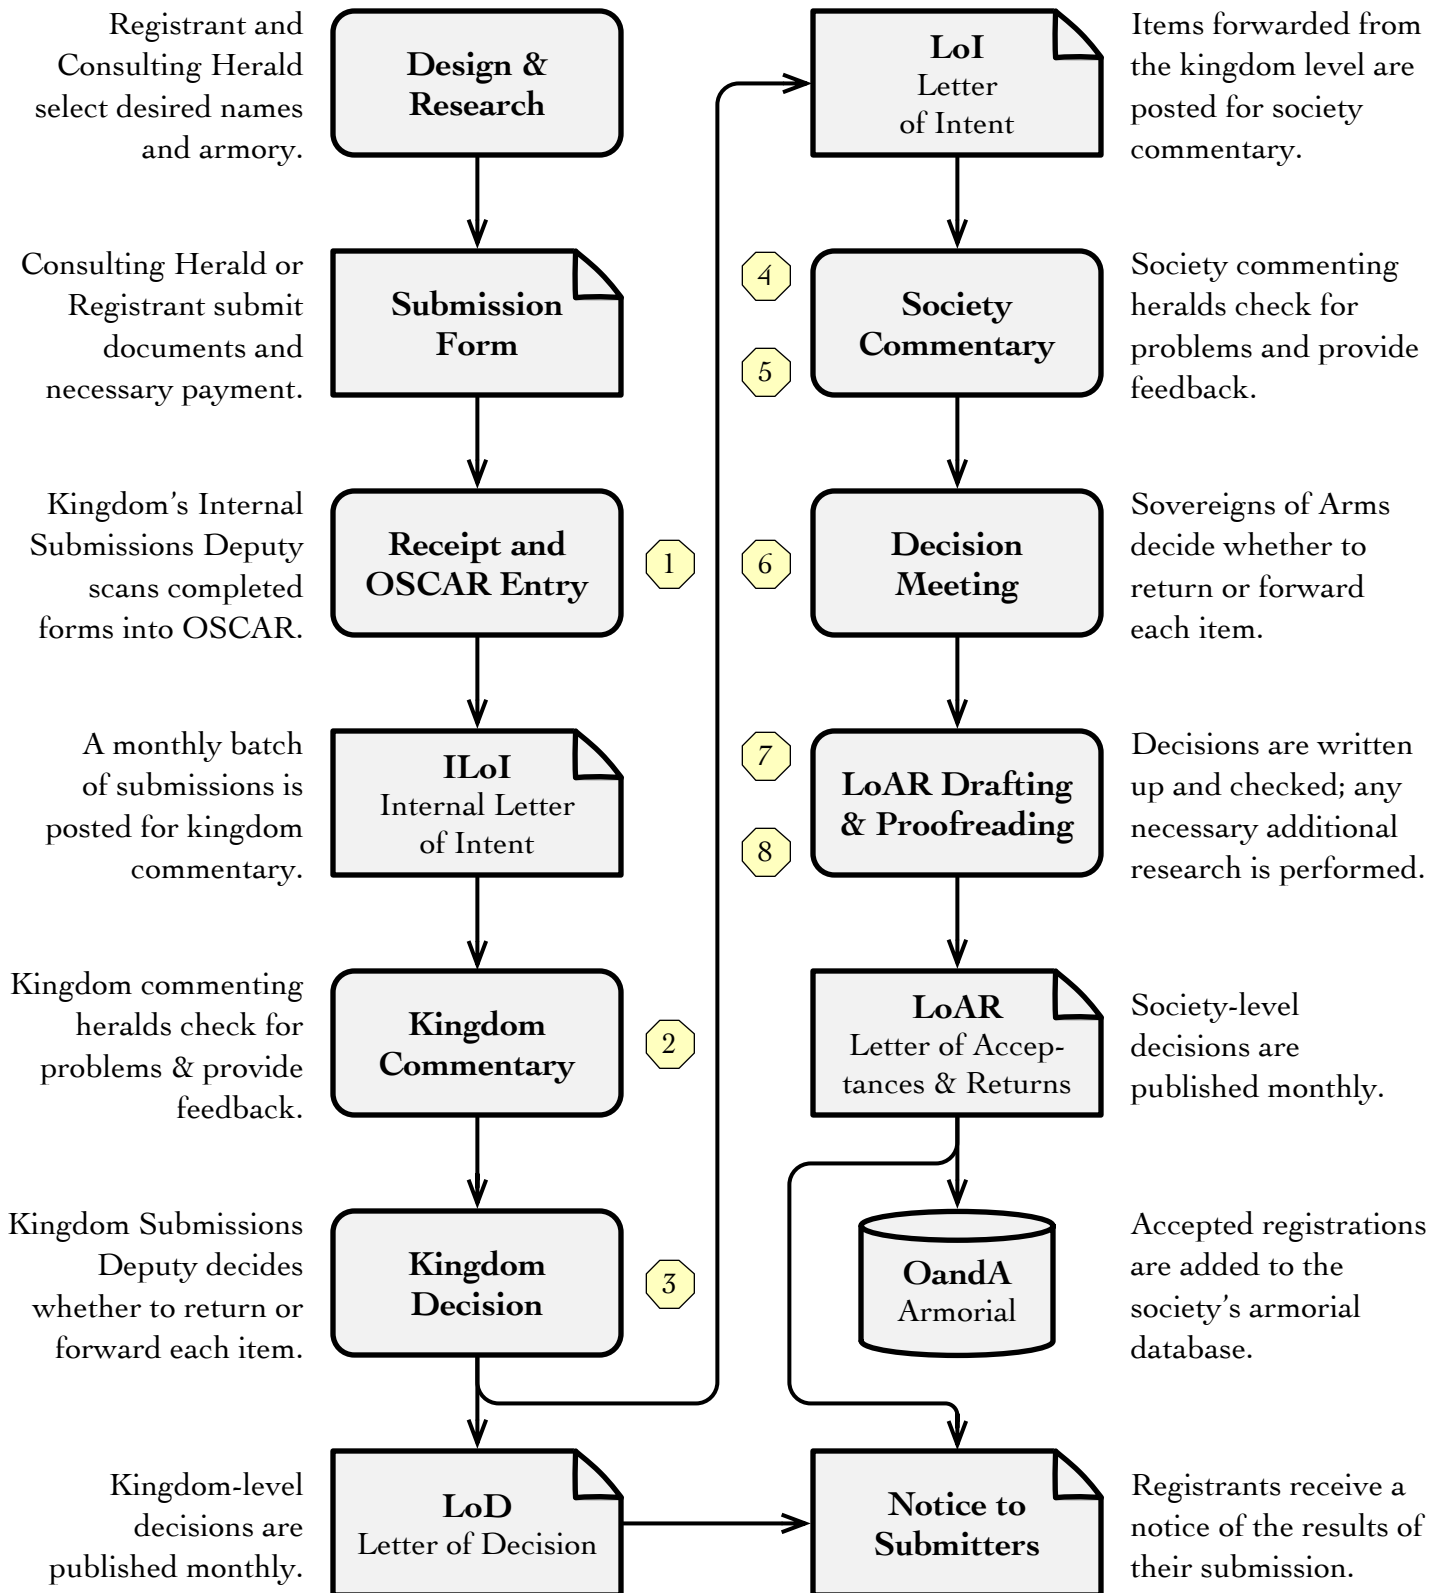 Registrant and
Consulting Herald
select desired names
and armory.
Design &
Research
Consulting Herald or
Registrant submit
documents and
necessary payment.
Submission
Form
Kingdom’s Internal
Submissions Deputy
scans completed
forms into OSCAR.
Receipt and
OSCAR Entry
1
A monthly batch
of submissions is
posted for kingdom
commentary.
ILoI
Internal Letter
of Intent
Kingdom commenting
heralds check for
problems & provide
feedback.
Kingdom
Commentary
2
Kingdom Submissions
Deputy decides
whether to return or
forward each item.
Kingdom
Decision
3
Kingdom-level
decisions are
published monthly.
LoD
Letter of Decision
LoI
Letter
of Intent
Items forwarded from
the kingdom level are
posted for society
commentary.
4
5
Society
Commentary
Society commenting
heralds check for
problems and provide
feedback.
6
Decision
Meeting
Sovereigns of Arms
decide whether to
return or forward
each item.
7
8
LoAR Drafting
& Proofreading
Decisions are written
up and checked; any
necessary additional
research is performed.
LoAR
Letter of Accep-
tances & Returns
Society-level
decisions are
published monthly.
OandA
Armorial
Accepted registrations
are added to the
society’s armorial
database.
Notice to
Submitters
Registrants receive a
notice of the results of
their submission.